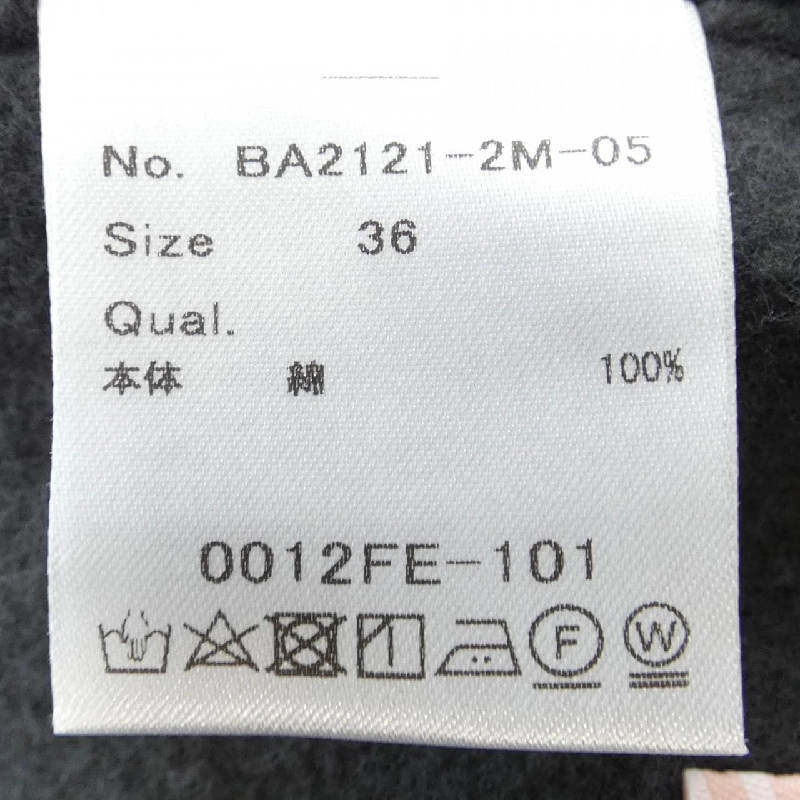 No. BA2121-2M-05
Size 36
Qual.
本体 綿 100%
0012FE-101
F W